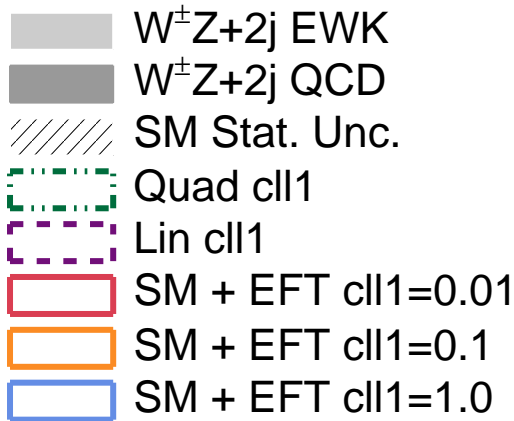 W±Z+2j EWK
W±Z+2j QCD
SM Stat. Unc.
Quad cll1
Lin cll1
SM + EFT cll1=0.01
SM + EFT cll1=0.1
SM + EFT cll1=1.0